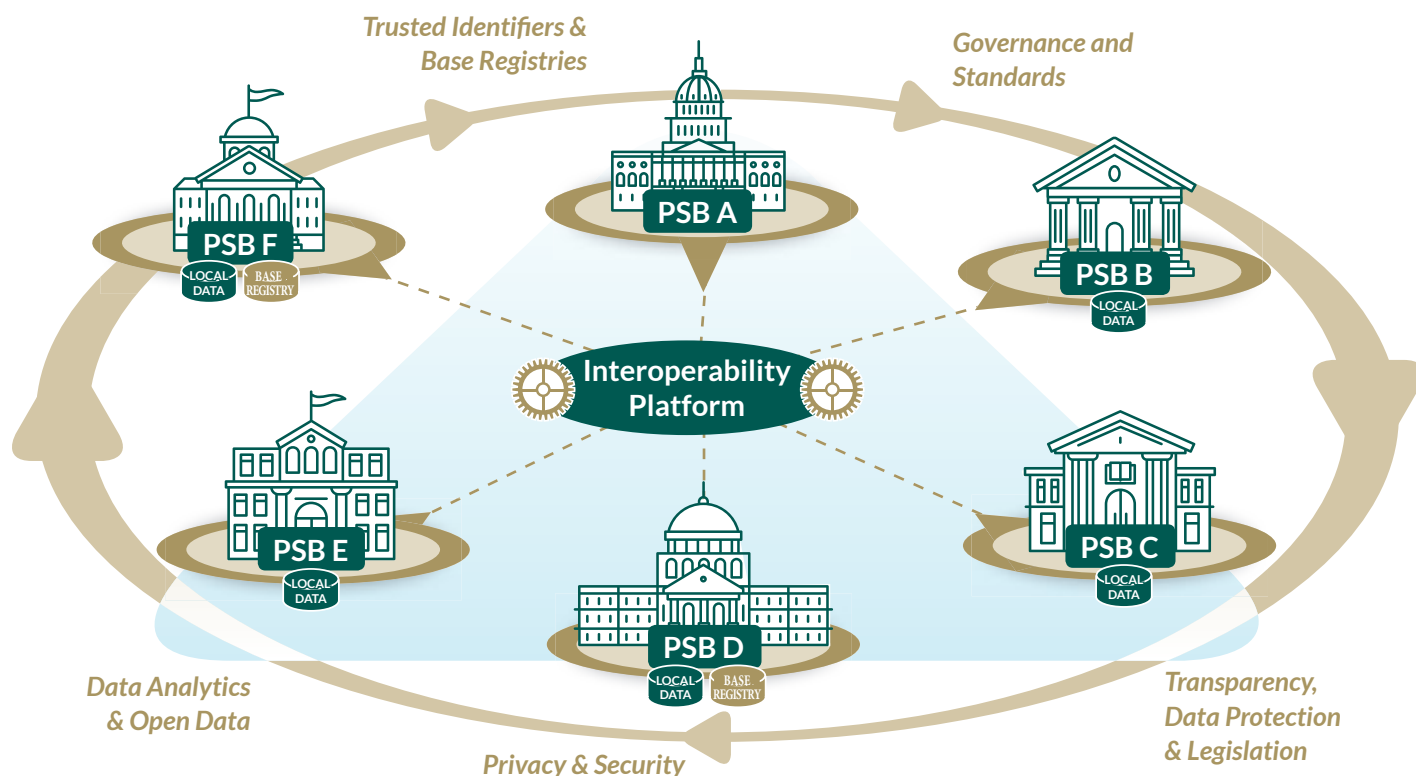 Trusted Identifiers &
Base Registries
Governance and
Standards
PSB A
PSB F
LOCAL
DATA
BASE
REGISTRY
PSB B
LOCAL
DATA
Interoperability
Platform
PSB E
LOCAL
DATA
PSB C
LOCAL
DATA
PSB D
LOCAL
DATA
BASE
REGISTRY
Data Analytics
& Open Data
Transparency,
Data Protection
& Legislation
Privacy & Security